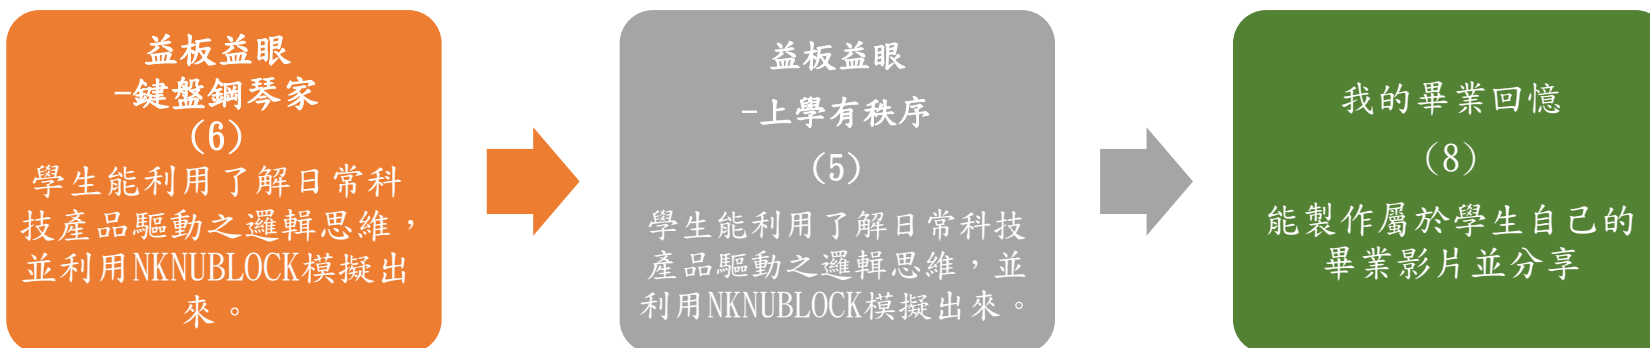 益板益眼
-鍵盤鋼琴家
(6)
學生能利用了解日常科
技產品驅動之邏輯思維，
並利用NKNUBLOCK模擬出
來。
益板益眼
-上學有秩序
(5)
學生能利用了解日常科技
產品驅動之邏輯思維，並
利用NKNUBLOCK模擬出來。
我的畢業回憶
(8)
能製作屬於學生自己的
畢業影片並分享